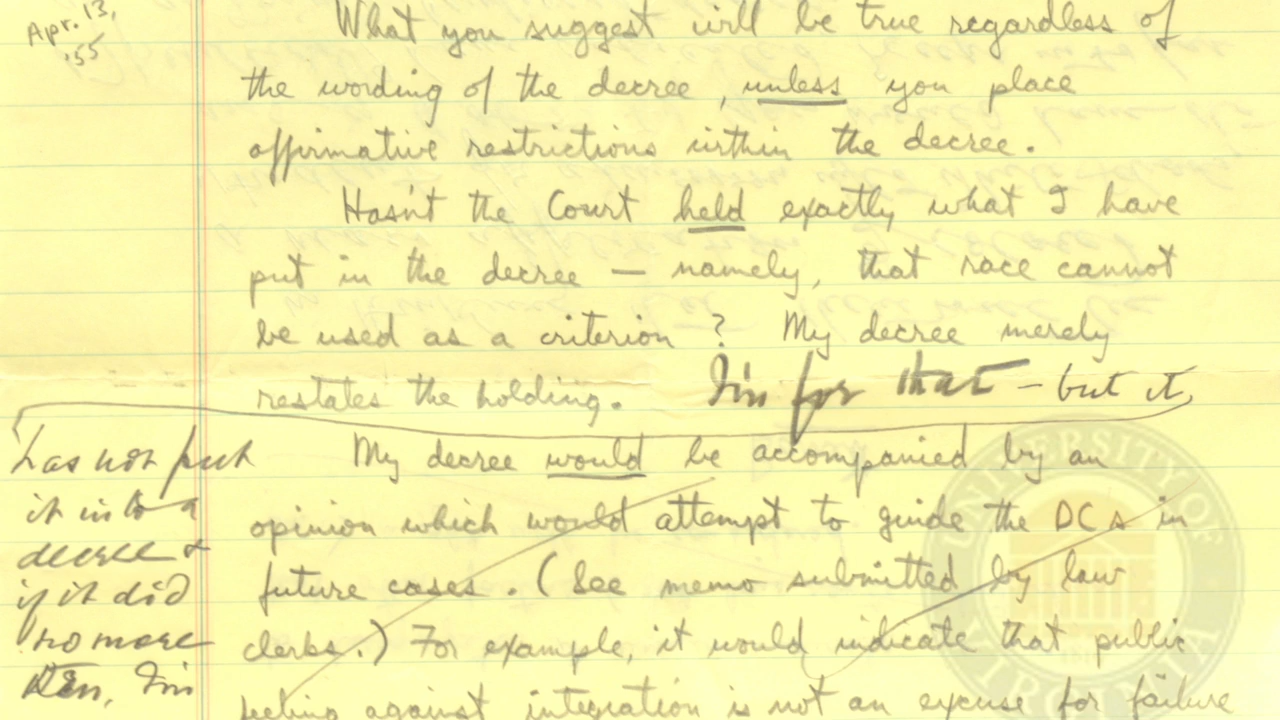 Apr. 13,
'55
What you suggest will be true regardless of
the wording of the decree, unless you place
affirmative restrictions within the decree.
Hasn't the Court held exactly what I have
put in the decree — namely, that race cannot
be used as a criterion? My decree merely
restates the holding. I'm for that – but it
has not put
it into a
decree &
if it did
no more
then, I'm
My decree would be accompanied by an
opinion which would attempt to guide the DCs in
future cases. (See memo submitted by law
clerks.) For example, it would indicate that public
feeling against integration is not an excuse for failure
UNIVERSITY OF
VIRGINIA